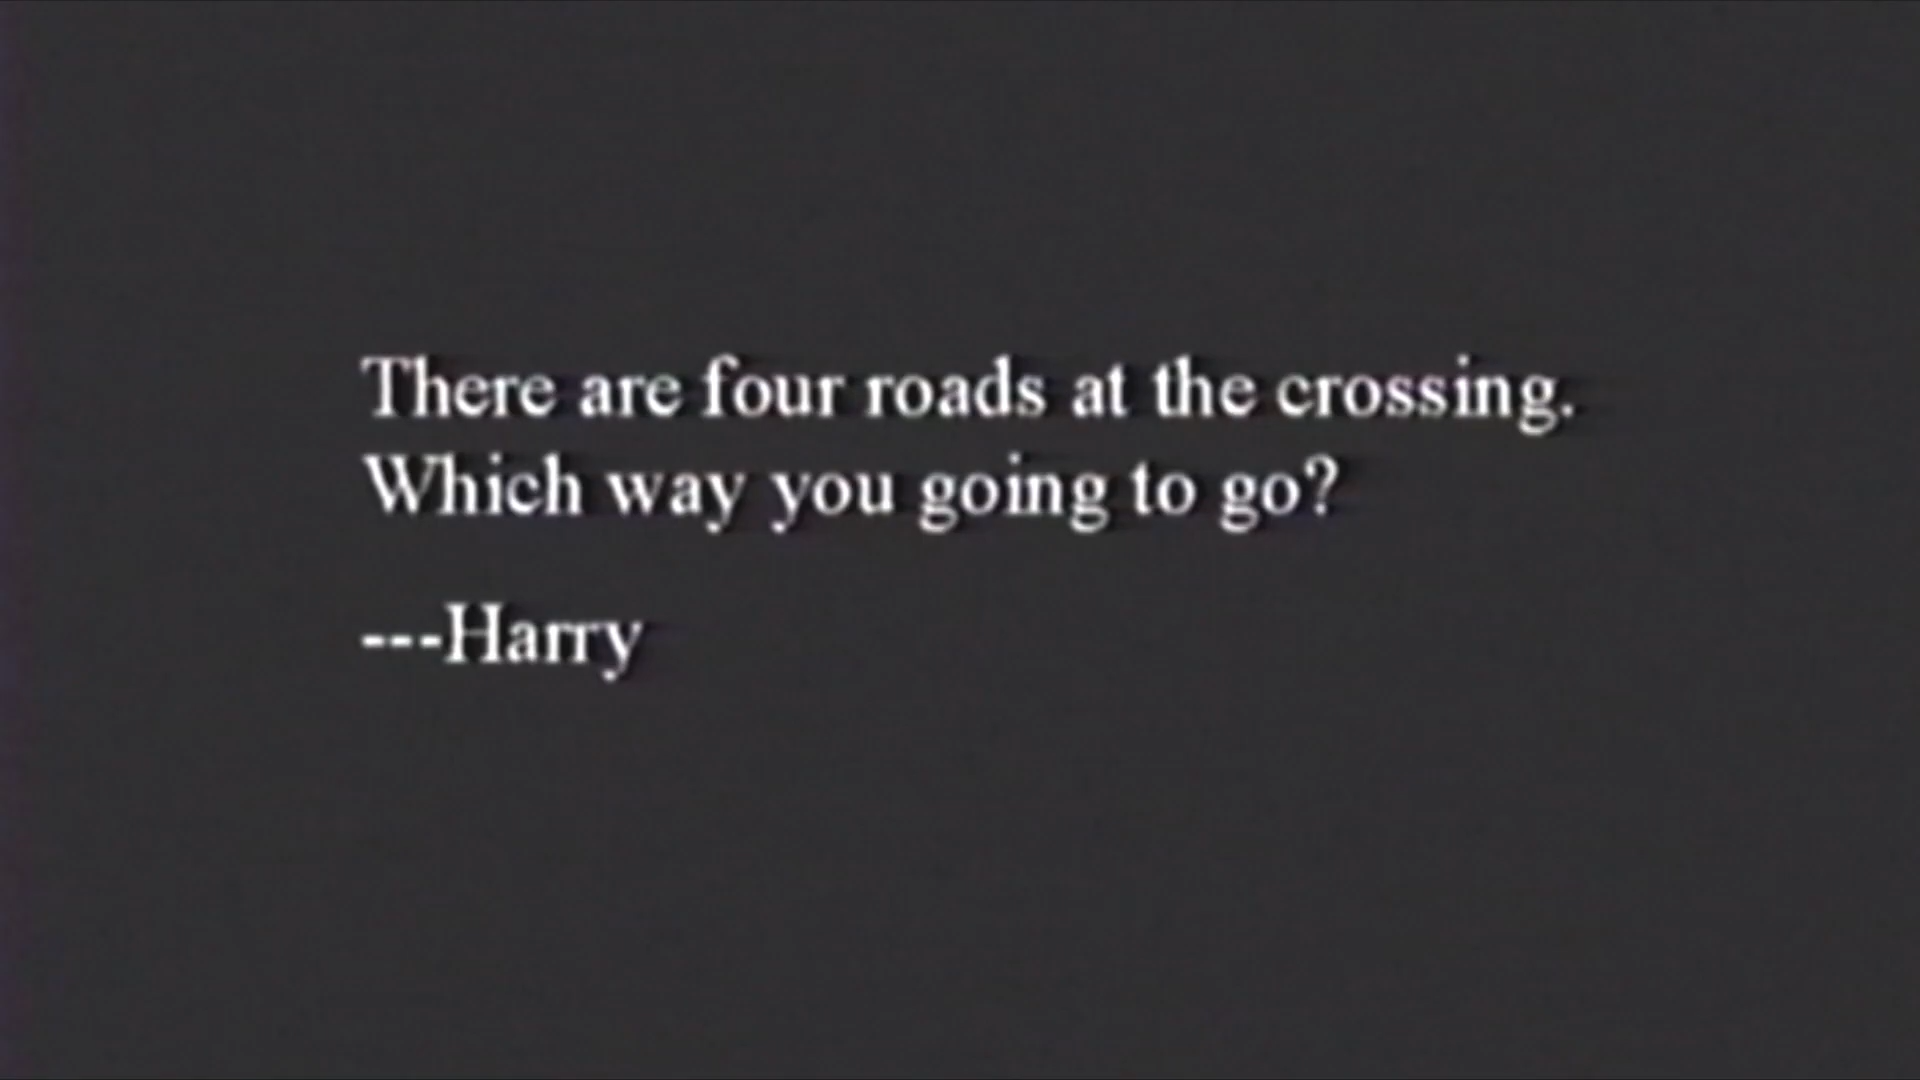 There are four roads at the crossing.
Which way you going to go?
---Harry